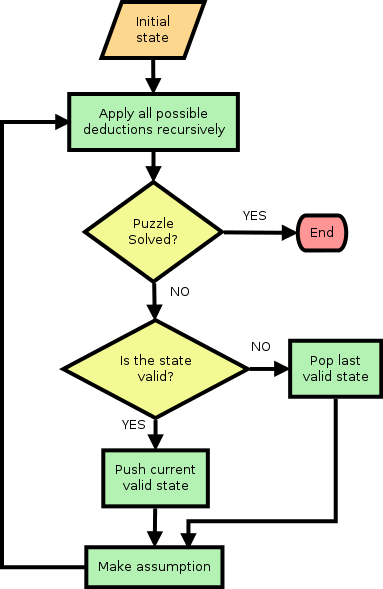 Initial
state
Apply all possible
deductions recursively
Puzzle
Solved?
YES
End
NO
Is the state
valid?
NO
Pop last
valid state
YES
Push current
valid state
Make assumption